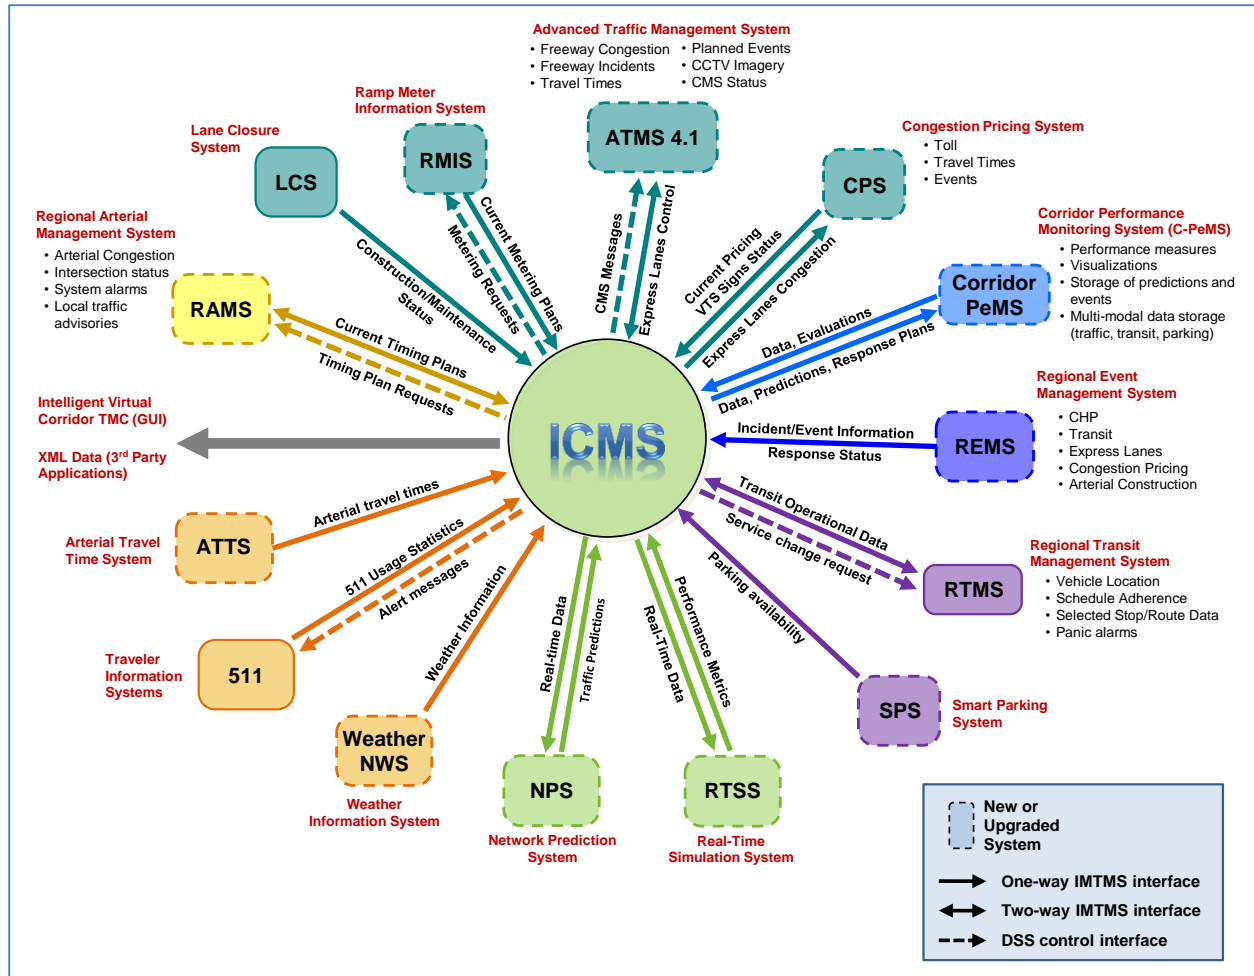 Advanced Traffic Management System
• Freeway Congestion
• Freeway Incidents
• Travel Times
• Planned Events
• CCTV Imagery
• CMS Status
ATMS 4.1
Ramp Meter
Information System
RMIS
Lane Closure
System
LCS
Congestion Pricing System
• Toll
• Travel Times
• Events
CPS
Regional Arterial
Management System
• Arterial Congestion
• Intersection status
• System alarms
• Local traffic
advisories
RAMS
Corridor Performance
Monitoring System (C-PeMS)
• Performance measures
• Visualizations
• Storage of predictions and
events
• Multi-modal data storage
(traffic, transit, parking)
Corridor
PeMS
Construction/Maintenance
Status
Current Metering Plans
Metering Requests
CMS Messages
Express Lanes Control
Current Pricing
VTS Signs Status
Express Lanes Congestion
Data, Evaluations
Data, Predictions, Response Plans
Current Timing Plans
Timing Plan Requests
Intelligent Virtual
Corridor TMC (GUI)
XML Data (3rd Party
Applications)
ICMS
Incident/Event Information
Response Status
REMS
Regional Event
Management System
• CHP
• Transit
• Express Lanes
• Congestion Pricing
• Arterial Construction
Arterial travel times
ATTS
Arterial Travel
Time System
511 Usage Statistics
Alert messages
511
Traveler
Information
Systems
Weather Information
Weather
NWS
Weather
Information System
Real-time Data
Traffic Predictions
NPS
Network Prediction
System
Performance Metrics
Real-Time Data
RTSS
Real-Time
Simulation System
Parking availability
SPS
Smart Parking
System
Transit Operational Data
Service change request
RTMS
Regional Transit
Management System
• Vehicle Location
• Schedule Adherence
• Selected Stop/Route Data
• Panic alarms
New or
Upgraded
System
One-way IMTMS interface
Two-way IMTMS interface
DSS control interface